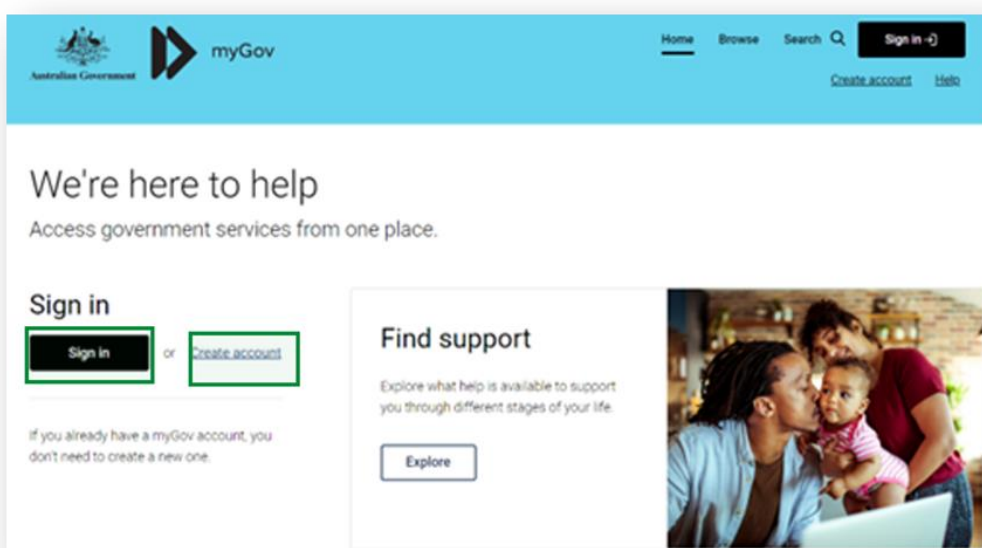 Australian Government
myGov
Home Browse Search Sign in
Create account Help
We're here to help
Access government services from one place.
Sign in
Sign in or Create account
If you already have a myGov account, you
don't need to create a new one.
Find support
Explore what help is available to support
you through different stages of your life.
Explore